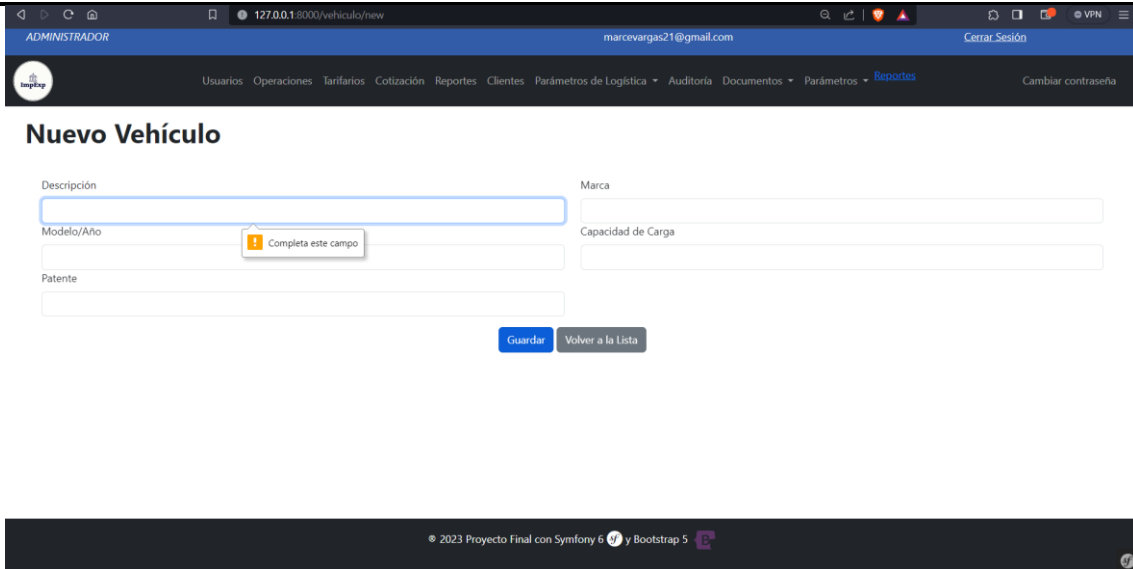 127.0.0.1:8000/vehiculo/new
VPN
ADMINISTRADOR marcevargas21@gmail.com Cerrar Sesión
ImpExp
Usuarios Operaciones Tarifarios Cotización Reportes Clientes Parámetros de Logística Auditoría Documentos Parámetros Reportes Cambiar contraseña
Nuevo Vehículo
Descripción Marca
Modelo/Año Capacidad de Carga
! Completa este campo
Patente
Guardar Volver a la Lista
® 2023 Proyecto Final con Symfony 6 sf y Bootstrap 5 B
sf